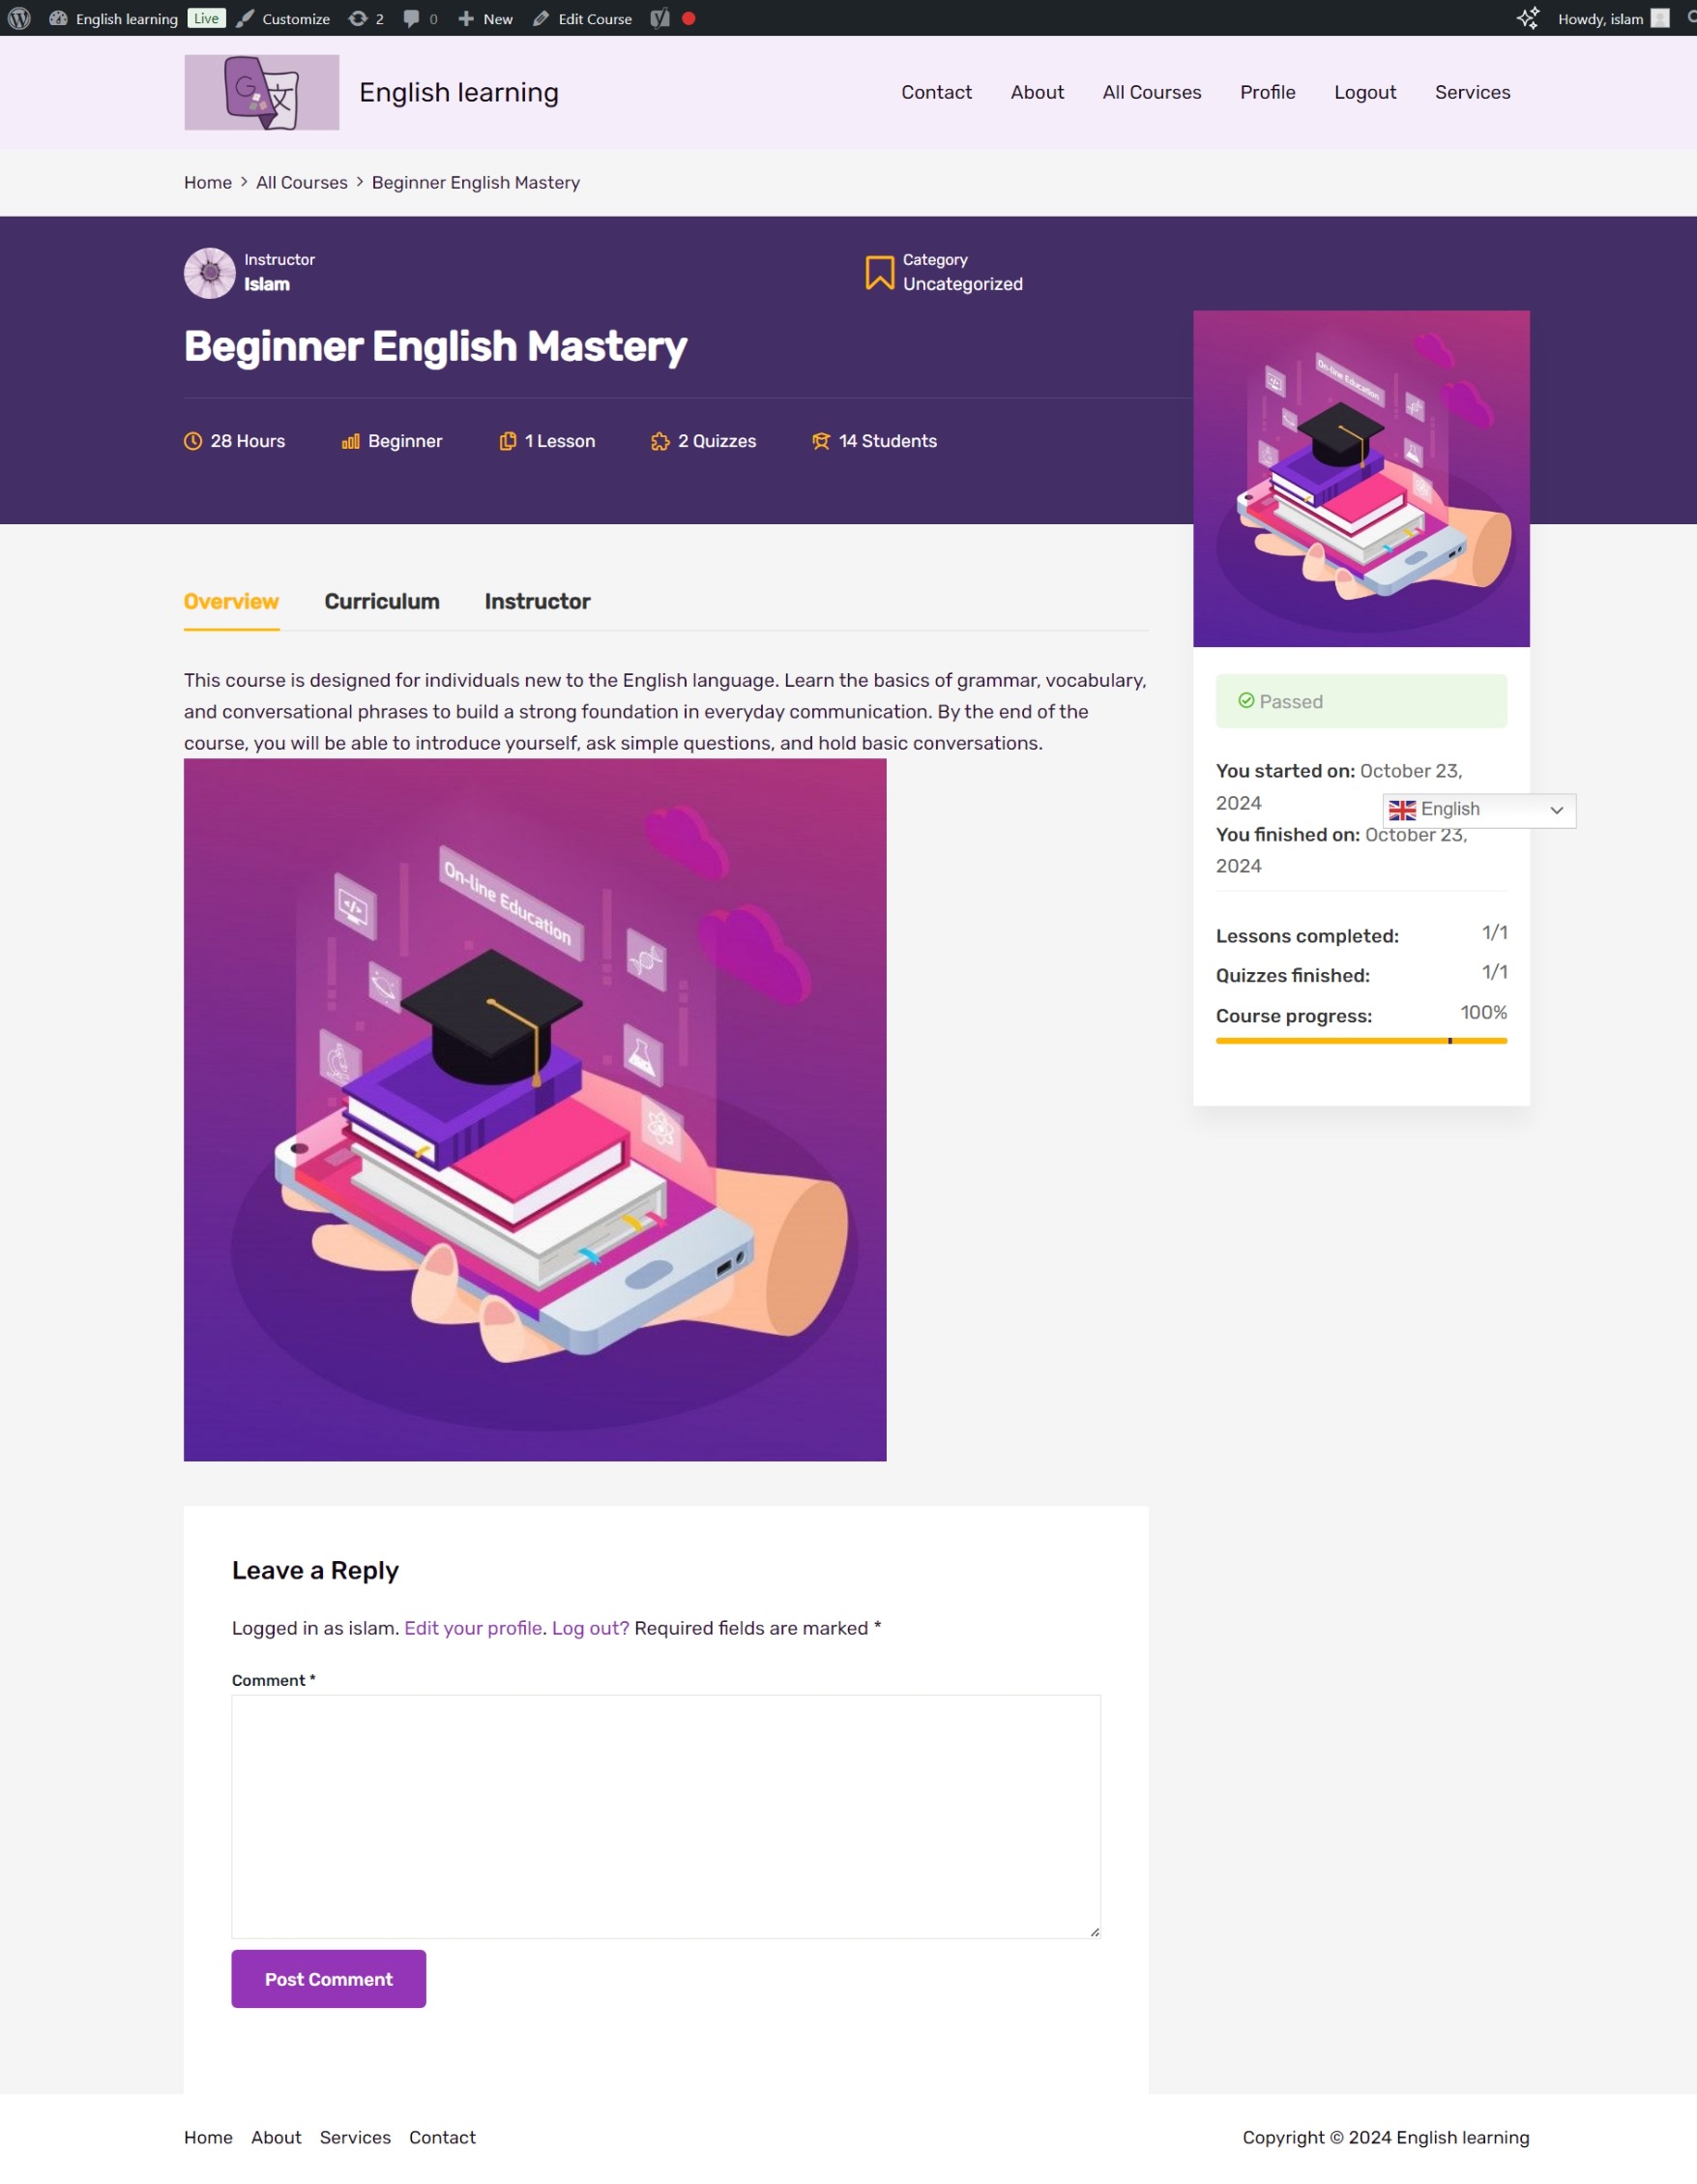 English learning Live Customize 2 0 New Edit Course Howdy, islam
English learning
Contact About All Courses Profile Logout Services
Home > All Courses > Beginner English Mastery
Instructor
Islam
Category
Uncategorized
Beginner English Mastery
28 Hours Beginner 1 Lesson 2 Quizzes 14 Students
On-line Education
Overview Curriculum Instructor
This course is designed for individuals new to the English language. Learn the basics of grammar, vocabulary,
and conversational phrases to build a strong foundation in everyday communication. By the end of the
course, you will be able to introduce yourself, ask simple questions, and hold basic conversations.
On-line Education
Passed
You started on: October 23,
2024
English
You finished on: October 23,
2024
Lessons completed: 1/1
Quizzes finished: 1/1
Course progress: 100%
Leave a Reply
Logged in as islam. Edit your profile. Log out? Required fields are marked *
Comment *
Post Comment
Home About Services Contact
Copyright © 2024 English learning